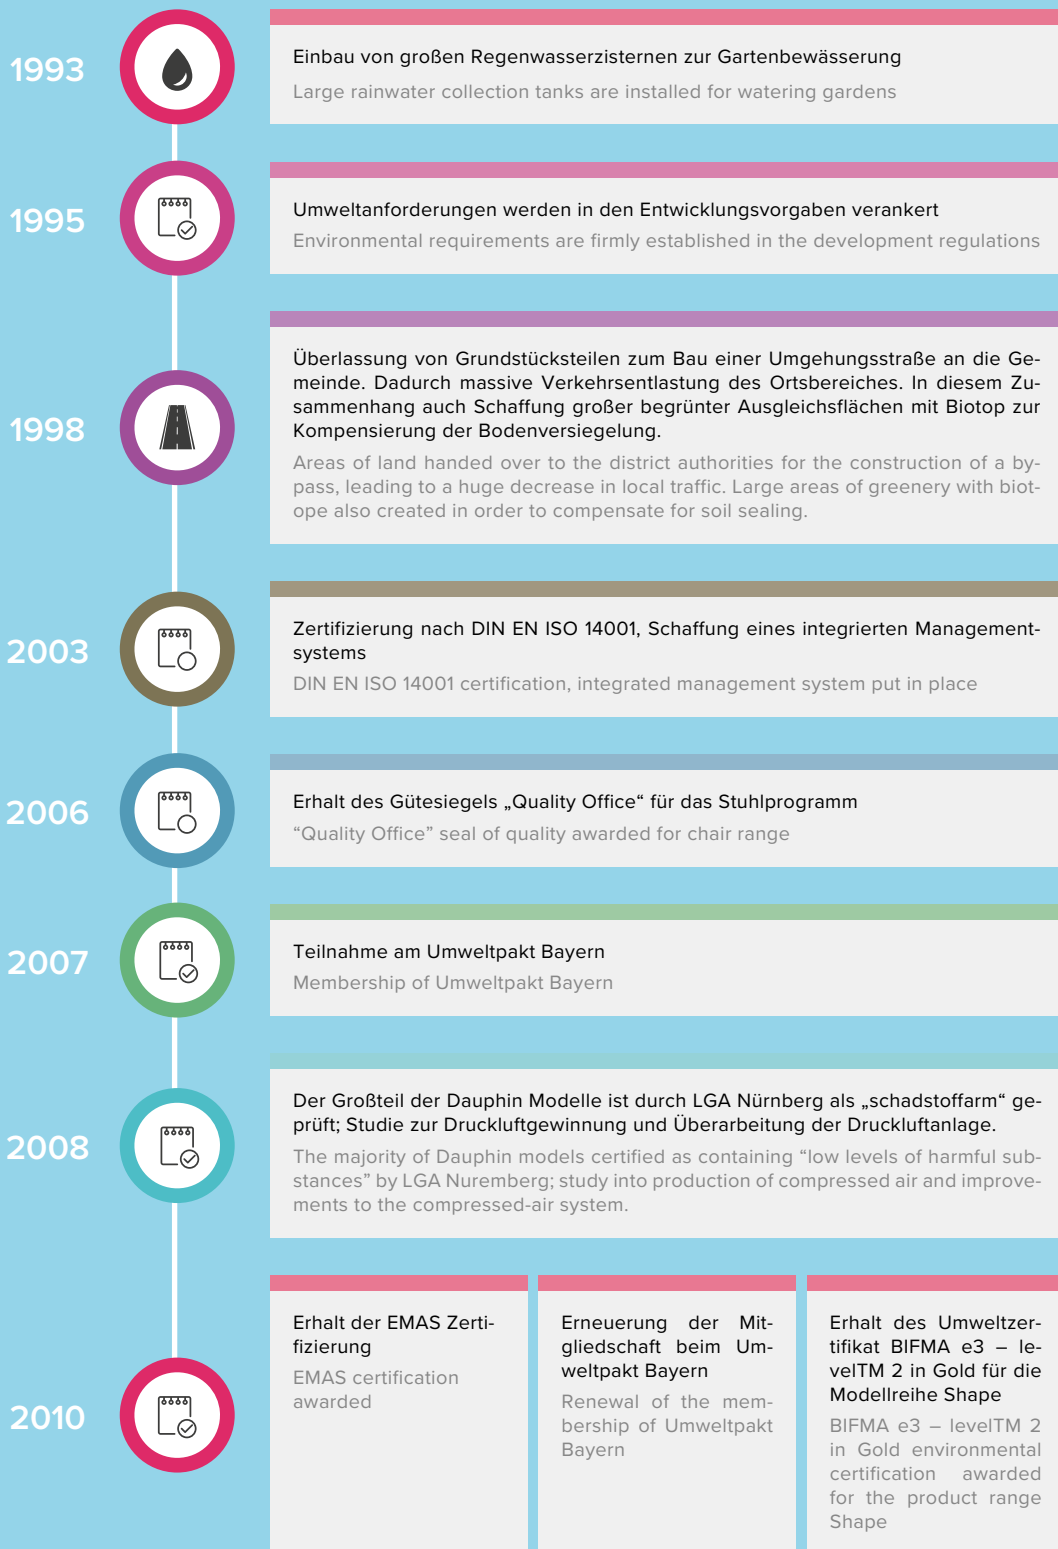 1993
Einbau von großen Regenwasserzisternen zur Gartenbewässerung
Large rainwater collection tanks are installed for watering gardens
1995
Umweltanforderungen werden in den Entwicklungsvorgaben verankert
Environmental requirements are firmly established in the development regulations
1998
Überlassung von Grundstücksteilen zum Bau einer Umgehungsstraße an die Ge-
meinde. Dadurch massive Verkehrsentlastung des Ortsbereiches. In diesem Zu-
sammenhang auch Schaffung großer begrünter Ausgleichsflächen mit Biotop zur
Kompensierung der Bodenversiegelung.
Areas of land handed over to the district authorities for the construction of a by-
pass, leading to a huge decrease in local traffic. Large areas of greenery with biot-
ope also created in order to compensate for soil sealing.
2003
Zertifizierung nach DIN EN ISO 14001, Schaffung eines integrierten Management-
systems
DIN EN ISO 14001 certification, integrated management system put in place
2006
Erhalt des Gütesiegels „Quality Office“ für das Stuhlprogramm
“Quality Office” seal of quality awarded for chair range
2007
Teilnahme am Umweltpakt Bayern
Membership of Umweltpakt Bayern
2008
Der Großteil der Dauphin Modelle ist durch LGA Nürnberg als „schadstoffarm“ ge-
prüft; Studie zur Druckluftgewinnung und Überarbeitung der Druckluftanlage.
The majority of Dauphin models certified as containing “low levels of harmful sub-
stances” by LGA Nuremberg; study into production of compressed air and improve-
ments to the compressed-air system.
2010
Erhalt der EMAS Zerti-
fizierung
EMAS certification
awarded
Erneuerung der Mit-
gliedschaft beim Um-
weltpakt Bayern
Renewal of the mem-
bership of Umweltpakt
Bayern
Erhalt des Umweltzer-
tifikat BIFMA e3 – le-
velTM 2 in Gold für die
Modellreihe Shape
BIFMA e3 – levelTM 2
in Gold environmental
certification awarded
for the product range
Shape